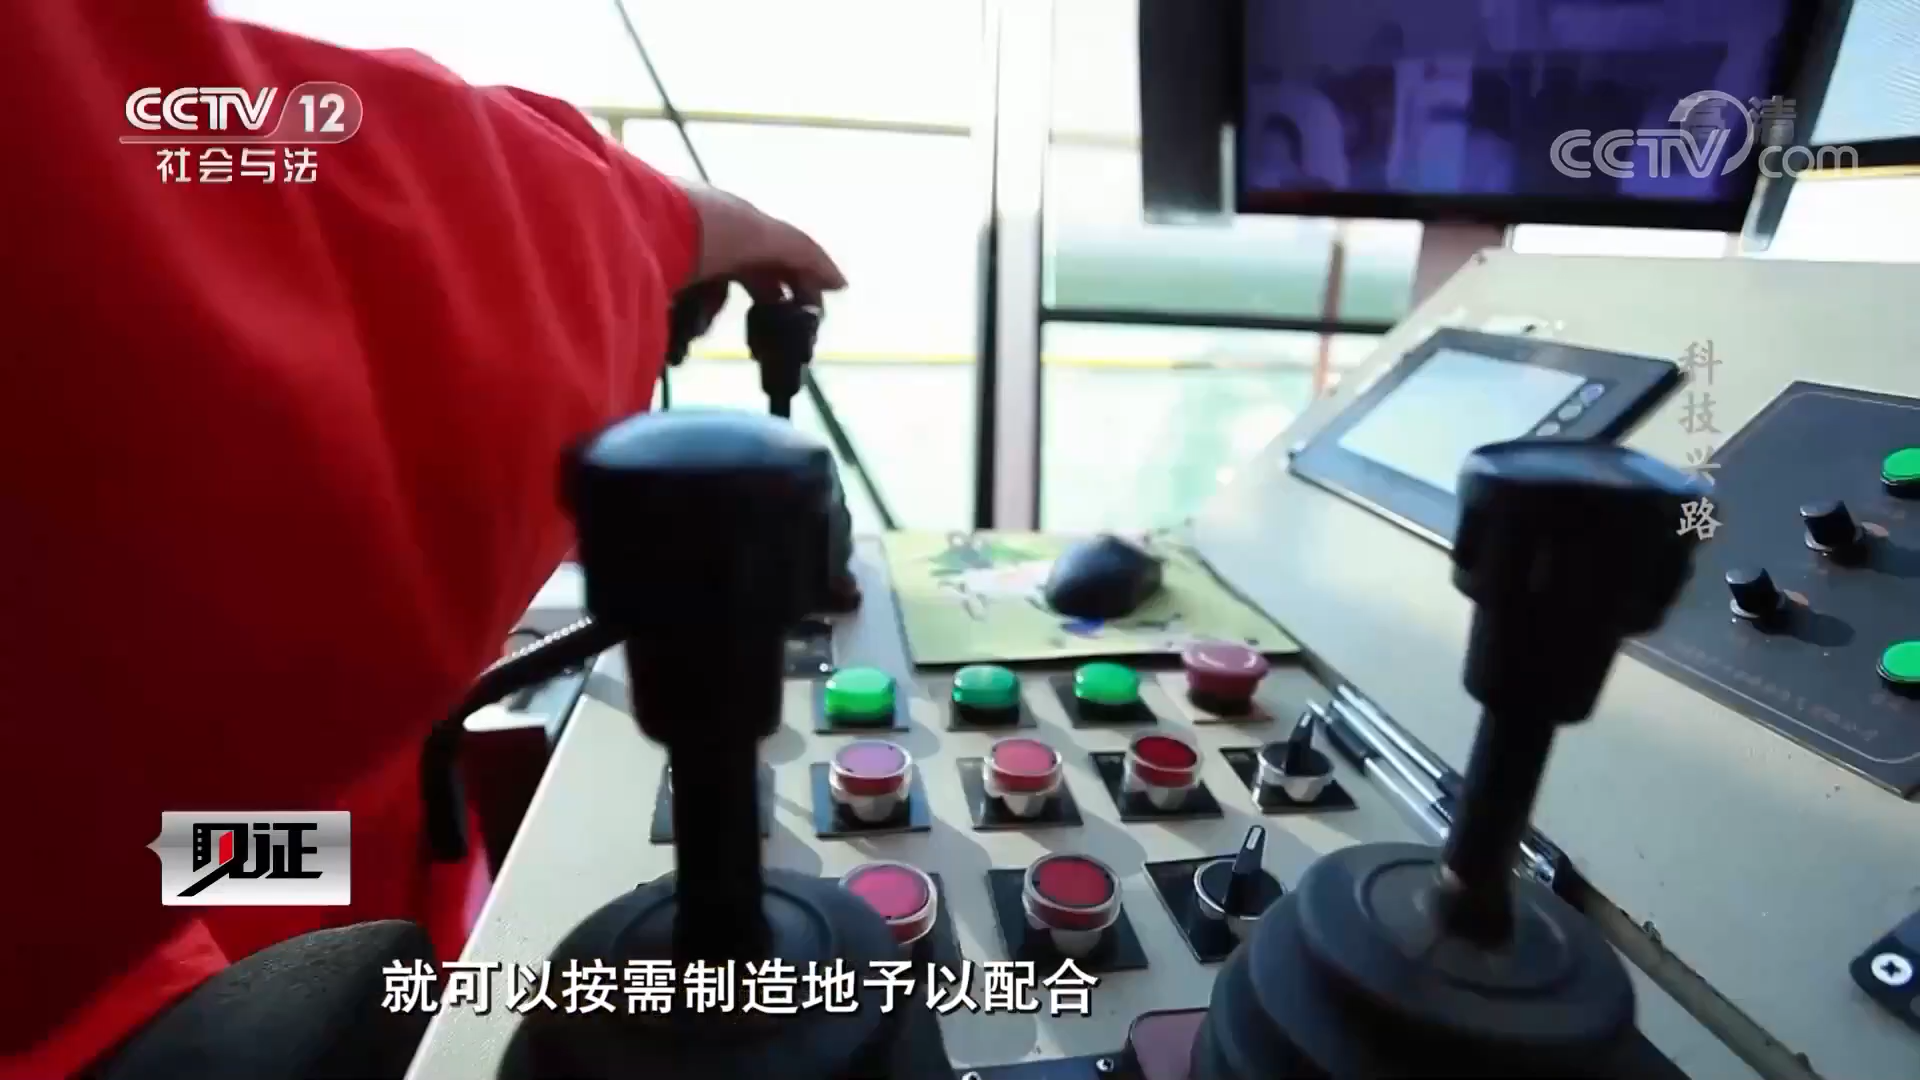 CCTV 12
社会与法
高清
CCTV com
科技兴路
见证
就可以按需制造地予以配合